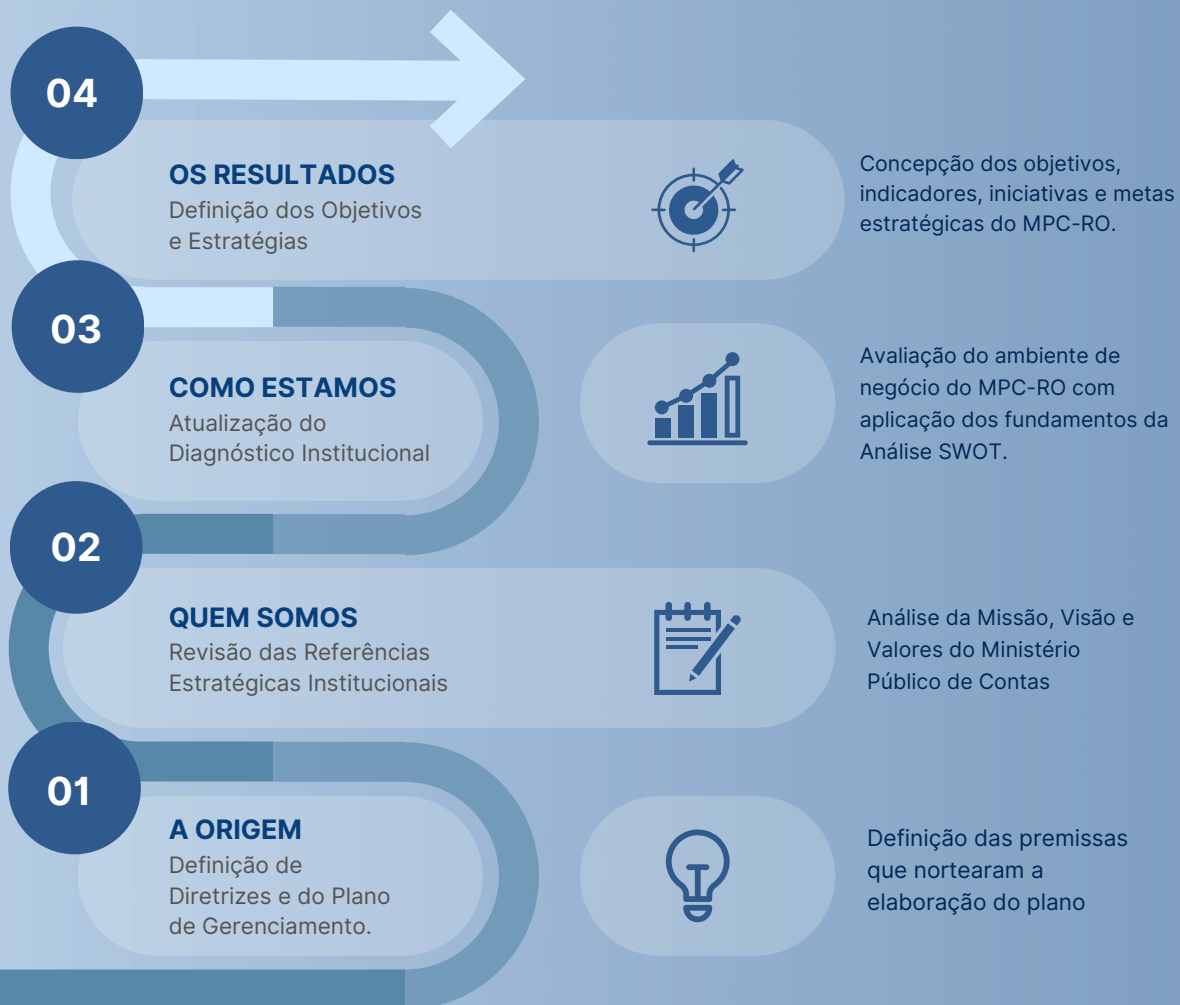 04
OS RESULTADOS
Definição dos Objetivos
e Estratégias
Concepção dos objetivos,
indicadores, iniciativas e metas
estratégicas do MPC-RO.
03
COMO ESTAMOS
Atualização do
Diagnóstico Institucional
Avaliação do ambiente de
negócio do MPC-RO com
aplicação dos fundamentos da
Análise SWOT.
02
QUEM SOMOS
Revisão das Referências
Estratégicas Institucionais
Análise da Missão, Visão e
Valores do Ministério
Público de Contas
01
A ORIGEM
Definição de
Diretrizes e do Plano
de Gerenciamento.
Definição das premissas
que nortearam a
elaboração do plano